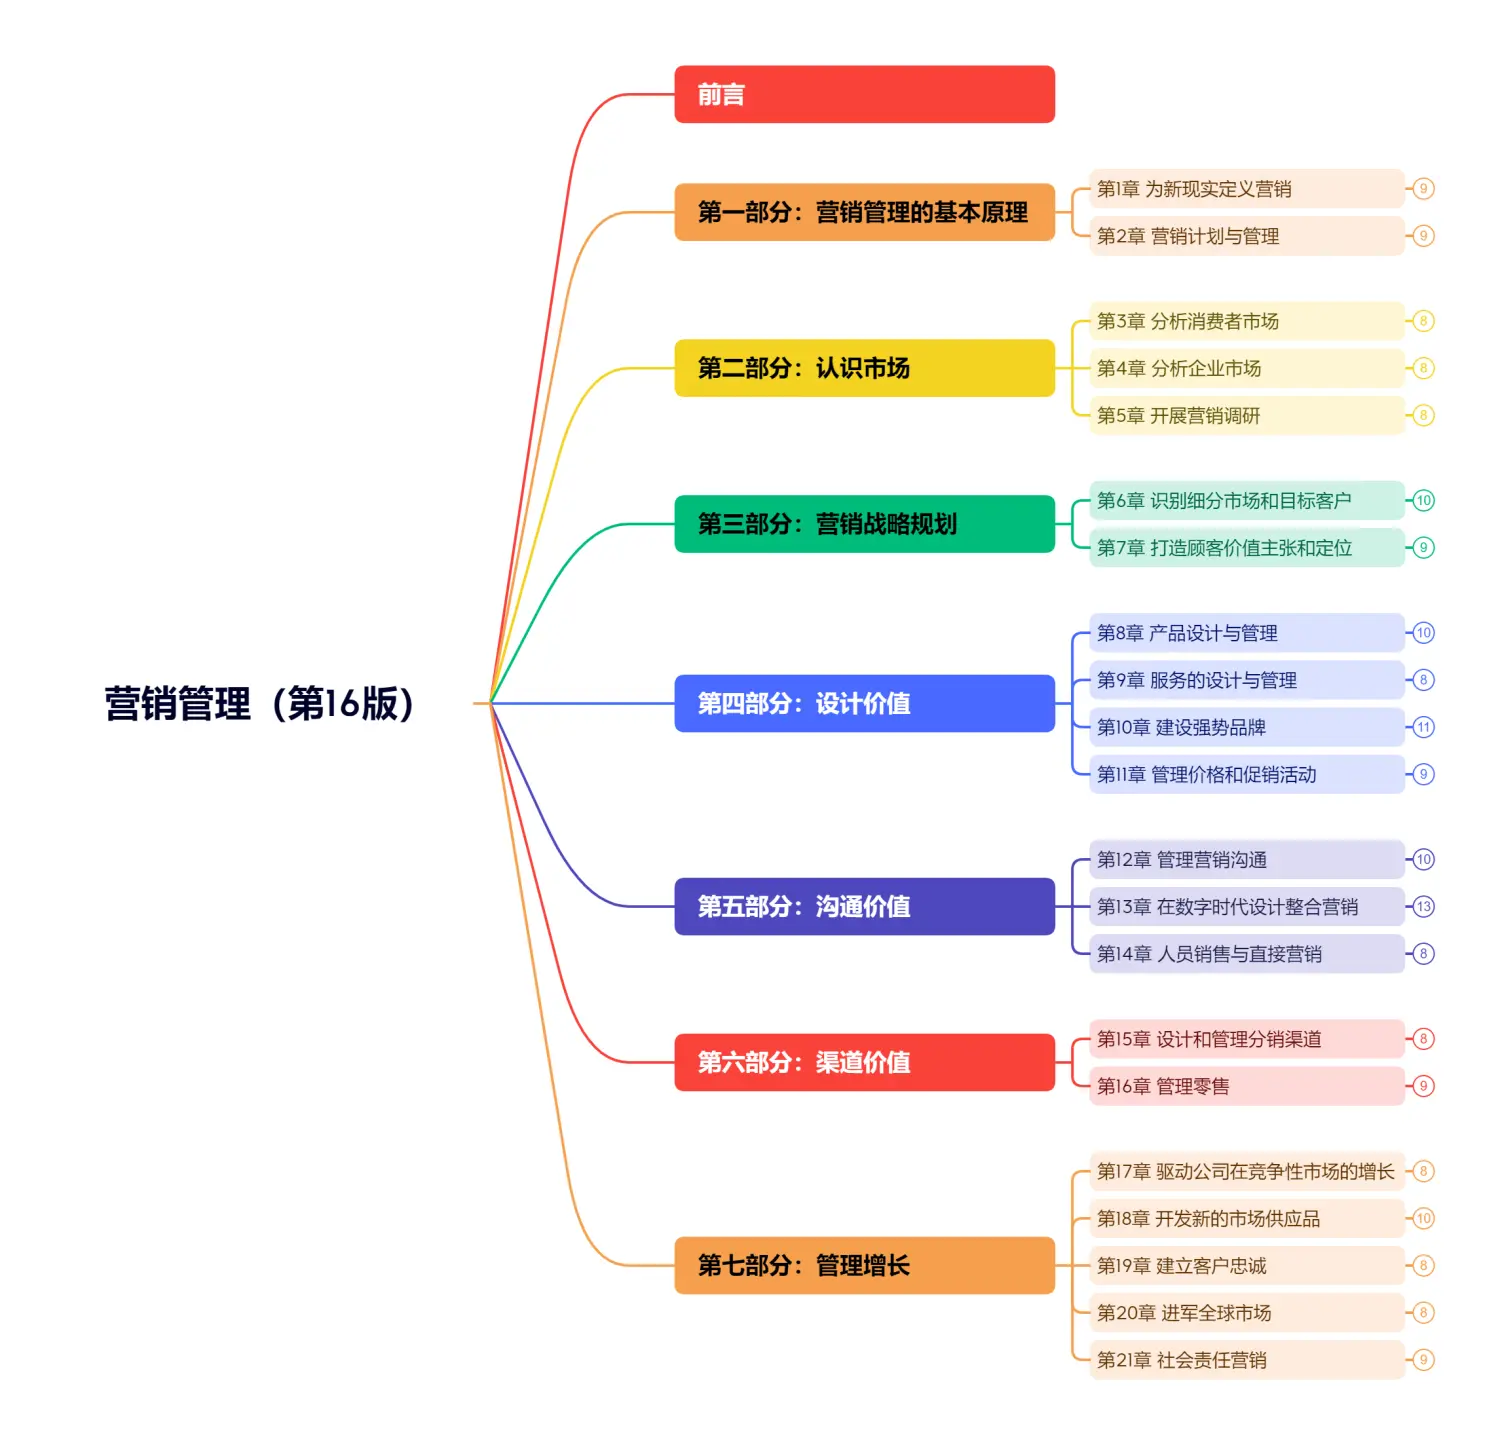 前言
第一部分：营销管理的基本原理
第1章 为新现实定义营销
9
第2章 营销计划与管理
9
第二部分：认识市场
第3章 分析消费者市场
8
第4章 分析企业市场
8
第5章 开展营销调研
8
第三部分：营销战略规划
第6章 识别细分市场和目标客户
10
第7章 打造顾客价值主张和定位
9
营销管理（第16版）
第四部分：设计价值
第8章 产品设计与管理
10
第9章 服务的设计与管理
8
第10章 建设强势品牌
11
第11章 管理价格和促销活动
9
第五部分：沟通价值
第12章 管理营销沟通
10
第13章 在数字时代设计整合营销
13
第14章 人员销售与直接营销
8
第六部分：渠道价值
第15章 设计和管理分销渠道
8
第16章 管理零售
9
第七部分：管理增长
第17章 驱动公司在竞争性市场的增长
8
第18章 开发新的市场供应品
10
第19章 建立客户忠诚
8
第20章 进军全球市场
8
第21章 社会责任营销
9